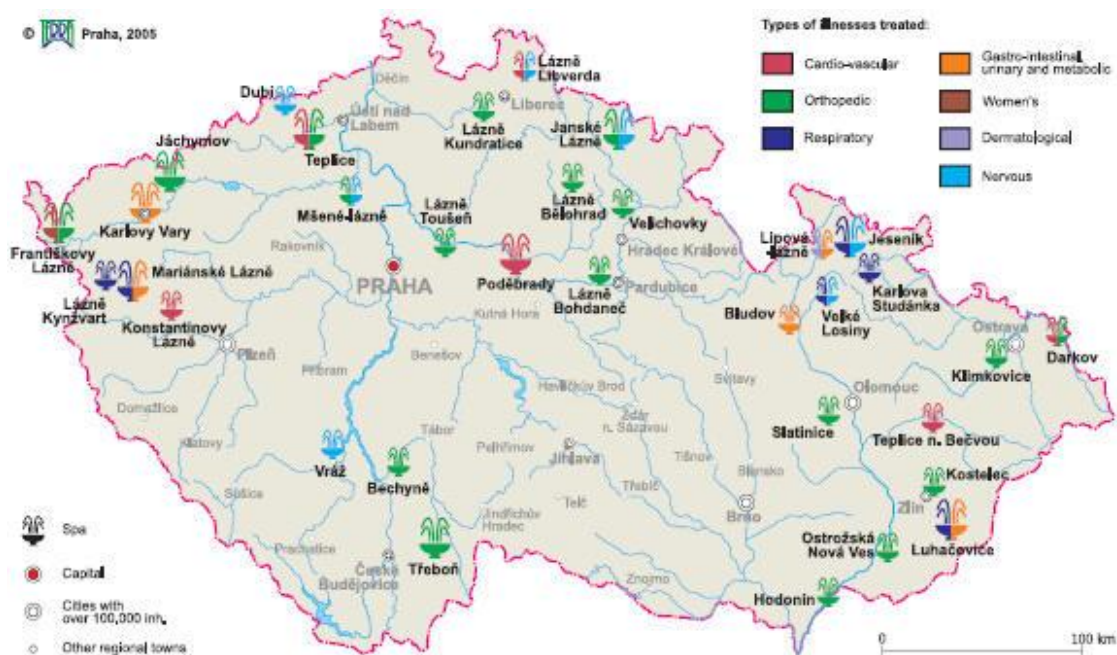 © Praha, 2005
Types of illnesses treated:
Cardio-vascular
Gastro-intestinal,
urinary and metabolic
Orthopedic
Women's
Respiratory
Dermatological
Nervous
Děčín
Lázně
Libverda
Dubí
Liberec
Ústí nad
Labem
Lázně
Kundratice
Janské
Lázně
Jáchymov
Teplice
Mšené-lázně
Lázně
Toušeň
Lázně
Bělohrad
Velichovky
Karlovy Vary
Františkovy
Lázně
Rakovník
Hradec Králové
Lipová
-lázně
Jeseník
Mariánské Lázně
PRAHA
Poděbrady
Lázně
Bohdaneč
Pardubice
Karlova
Studánka
Lázně
Kynžvart
Konstantinovy
Lázně
Kutná Hora
Bludov
Velké
Losiny
Ostrava
Darkov
Plzeň
Benešov
Klimkovice
Příbram
Havlíčkův Brod
Svitavy
Olomouc
Domažlice
Žďár
n. Sázavou
Slatinice
Teplice n. Bečvou
Klatovy
Tábor
Pelhřimov
Jihlava
Tišnov
Blansko
Vráž
Bechyně
Kostelec
Sušice
Telč
Třebíč
Zlín
Jindřichův
Hradec
Brno
Luhačovice
Prachatice
Ostrožská
Nová Ves
České
Budějovice
Třeboň
Znojmo
Hodonín
Spa
Capital
Cities with
over 100,000 inh.
Other regional towns
0 100 km